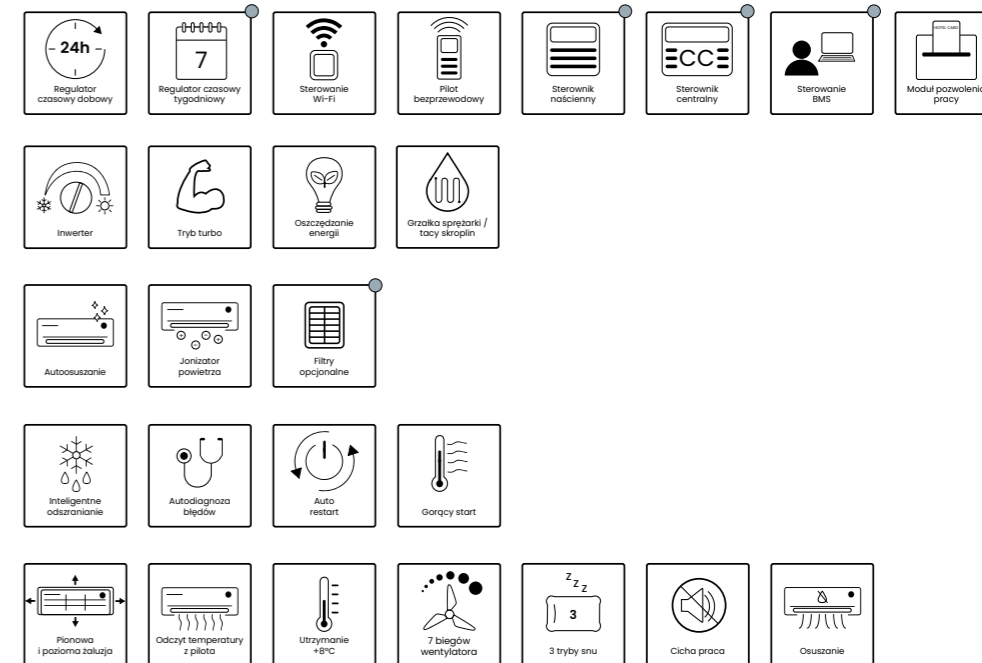 24h
Regulator
czasowy dobowy
7
Regulator czasowy
tygodniowy
Sterowanie
Wi-Fi
Pilot
bezprzewodowy
Sterownik
naścienny
CC
Sterownik
centralny
Sterowanie
BMS
HOTEL CARD
Moduł pozwolenia
pracy
Inwerter
Tryb turbo
Oszczędzanie
energii
Grzałka sprężarki /
tacy skroplin
Autoosuszanie
Jonizator
powietrza
Filtry
opcjonalne
Inteligentne
odszranianie
Autodiagnoza
błędów
Auto
restart
Gorący start
Pionowa
i pozioma żaluzja
Odczyt temperatury
z pilota
Utrzymanie
+8°C
7 biegów
wentylatora
Z Z Z
3
3 tryby snu
Cicha praca
Osuszanie